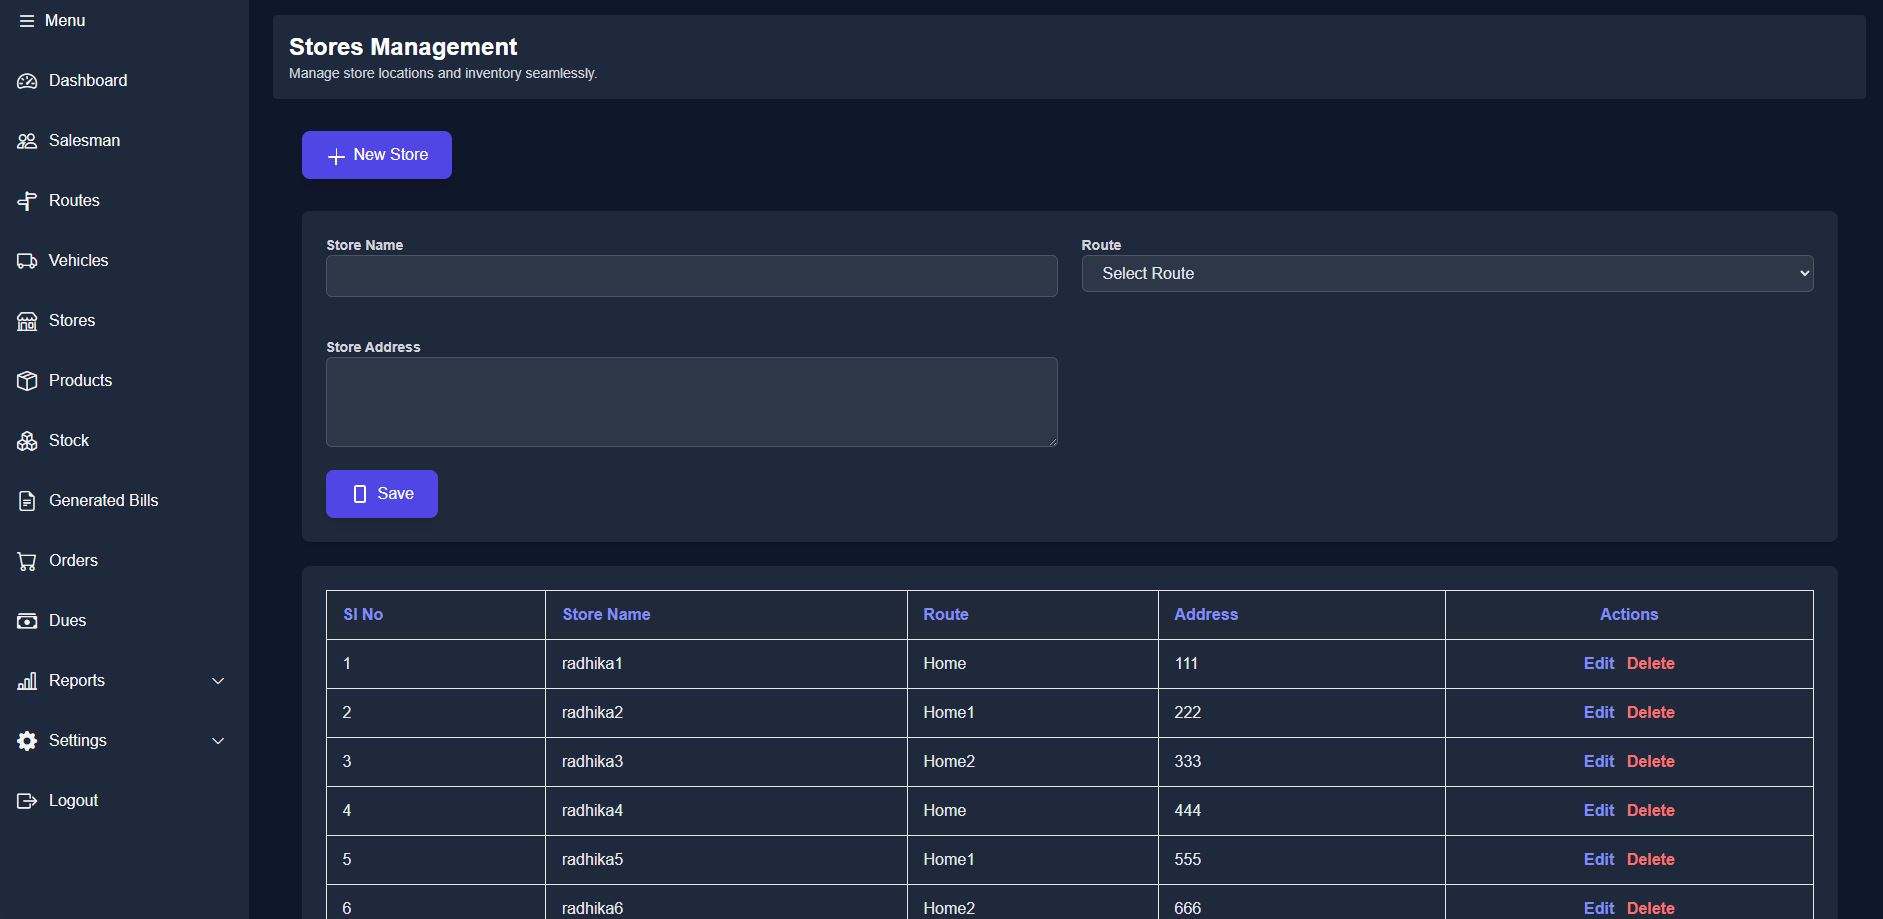 Menu
Dashboard
Salesman
Routes
Vehicles
Stores
Products
Stock
Generated Bills
Orders
Dues
Reports
Settings
Logout
Stores Management
Manage store locations and inventory seamlessly.
New Store
Store Name Route
Select Route
Store Address
Save
Sl No Store Name Route Address Actions
1 radhika1 Home 111 Edit Delete
2 radhika2 Home1 222 Edit Delete
3 radhika3 Home2 333 Edit Delete
4 radhika4 Home 444 Edit Delete
5 radhika5 Home1 555 Edit Delete
6 radhika6 Home2 666 Edit Delete